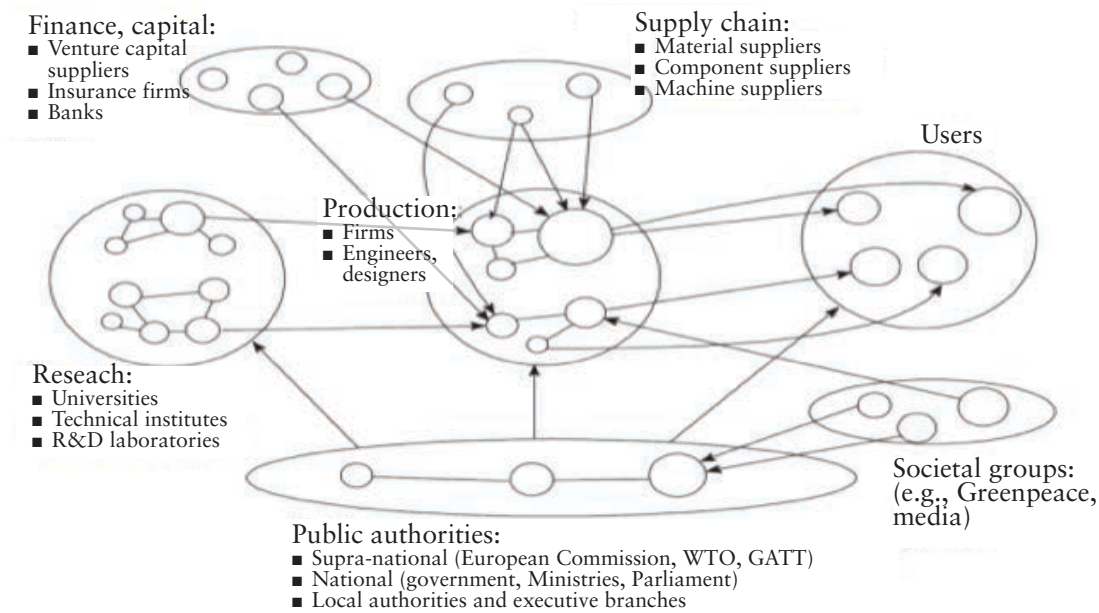 Finance, capital:
■ Venture capital
suppliers
■ Insurance firms
■ Banks
Supply chain:
■ Material suppliers
■ Component suppliers
■ Machine suppliers
Users
Production:
■ Firms
■ Engineers,
designers
Reseach:
■ Universities
■ Technical institutes
■ R&D laboratories
Societal groups:
(e.g., Greenpeace,
media)
Public authorities:
■ Supra-national (European Commission, WTO, GATT)
■ National (government, Ministries, Parliament)
■ Local authorities and executive branches